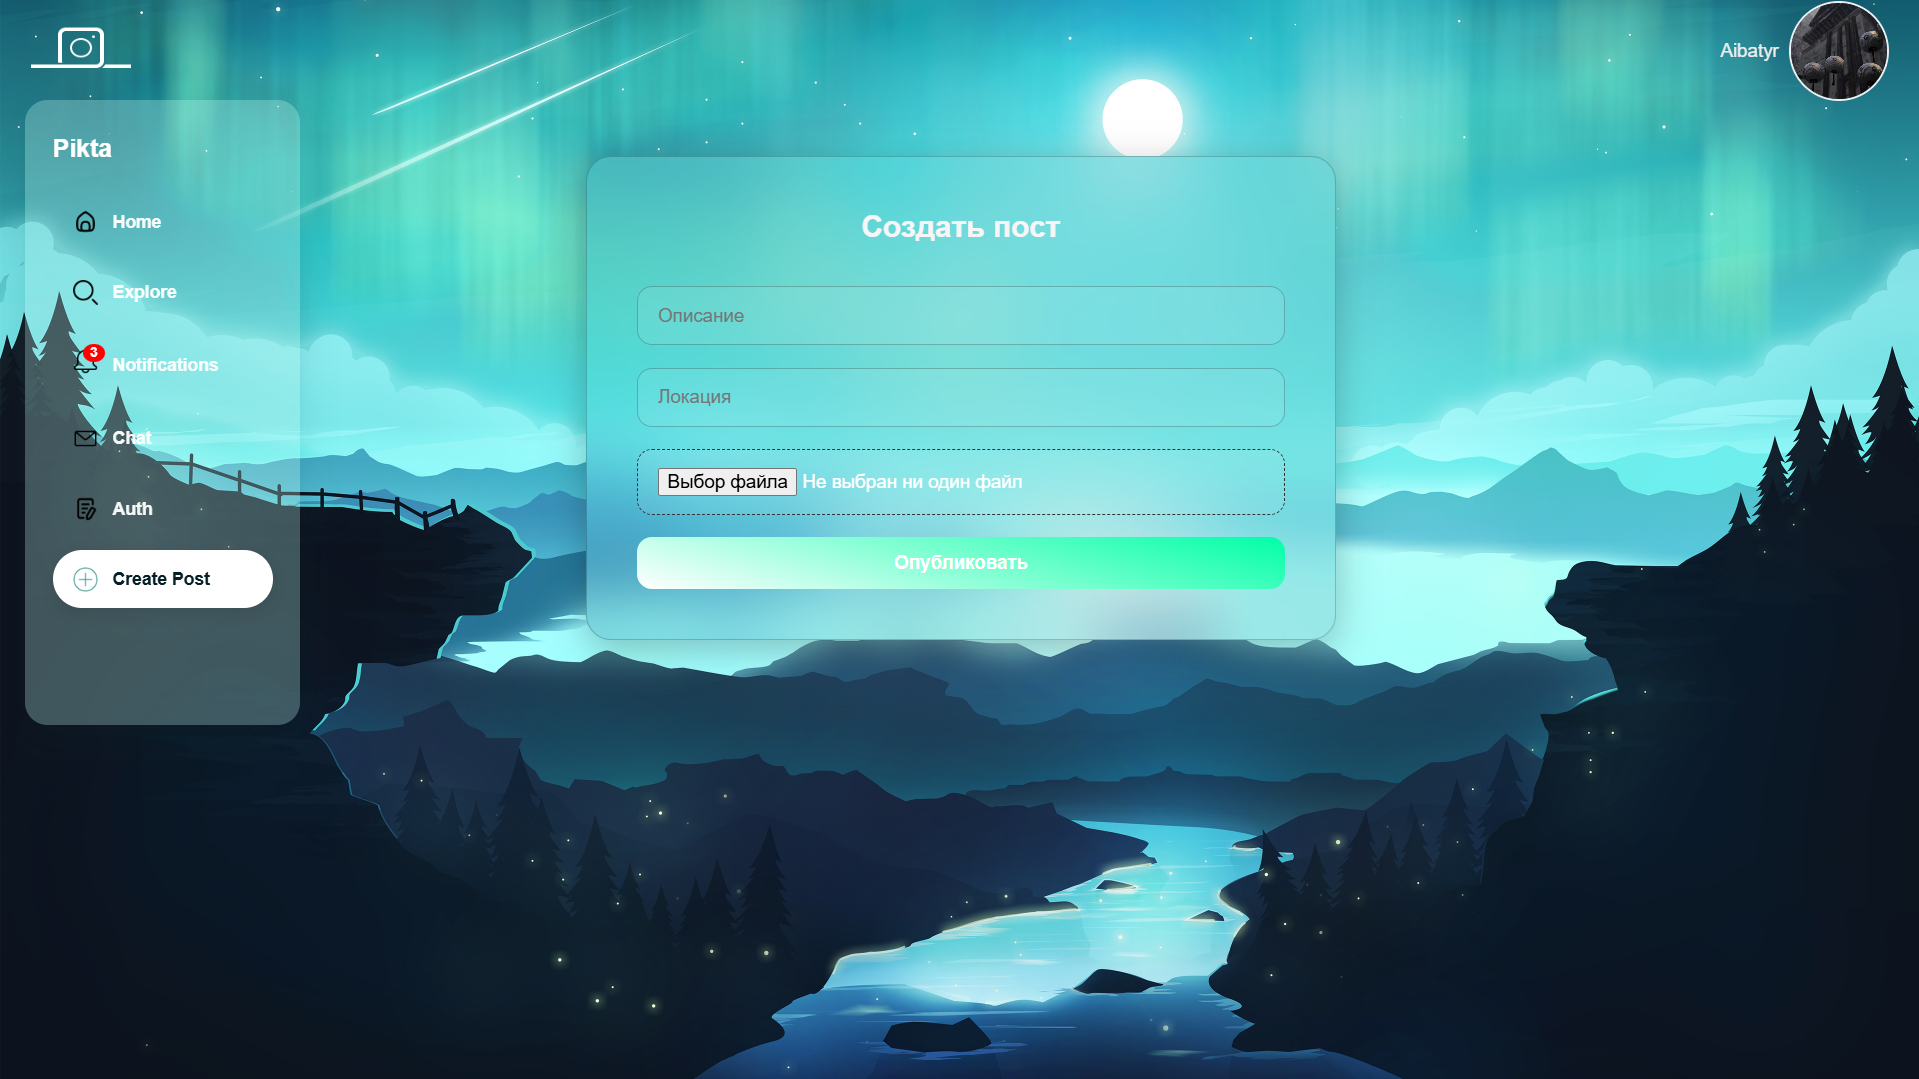 Aibatyr
Pikta
Home
Explore
3
Notifications
Chat
Auth
Create Post
Создать пост
Описание
Локация
Выбор файла Не выбран ни один файл
Опубликовать